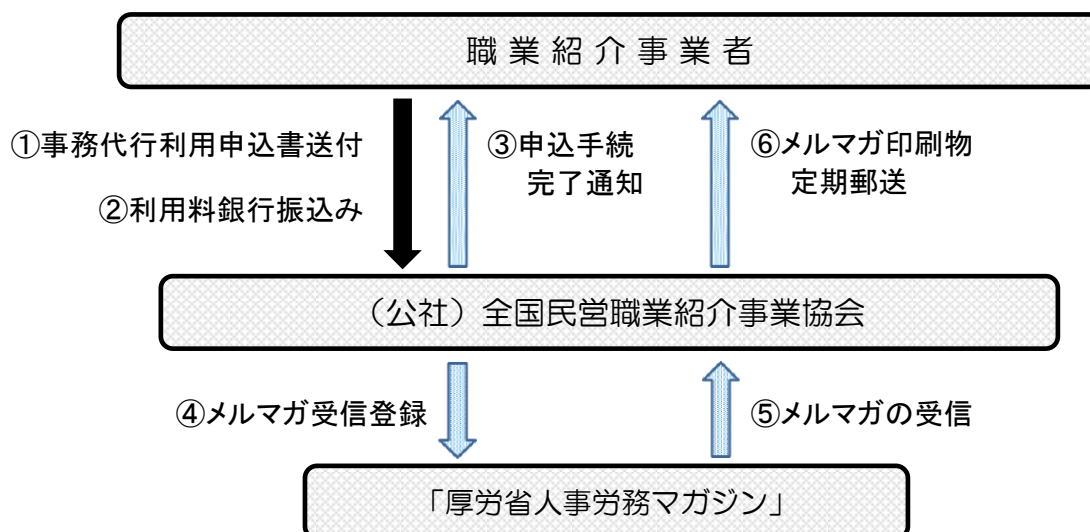 職業紹介事業者
①事務代行利用申込書送付
②利用料銀行振込み
③申込手続
完了通知
⑥メルマガ印刷物
定期郵送
（公社）全国民営職業紹介事業協会
④メルマガ受信登録
⑤メルマガの受信
「厚労省人事労務マガジン」